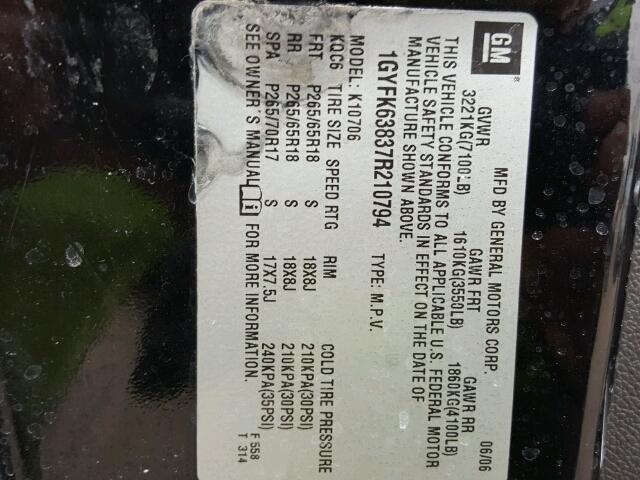 GM
MFD BY GENERAL MOTORS CORP. 06/06
GVWR GAWR FRT GAWR RR
3221KG(7100LB) 1610KG(3550LB) 1860KG(4100LB)
THIS VEHICLE CONFORMS TO ALL APPLICABLE U.S. FEDERAL MOTOR
VEHICLE SAFETY STANDARDS IN EFFECT ON THE DATE OF
MANUFACTURE SHOWN ABOVE.
1GYFK63837R210794 TYPE: M.P.V.
MODEL: K10706
KQC6 TIRE SIZE SPEED RTG RIM COLD TIRE PRESSURE
FRT P265/65R18 S 18X8J 210KPA(30PSI)
RR P265/65R18 S 18X8J 210KPA(30PSI)
SPA P265/70R17 S 17X7.5J 240KPA(35PSI)
SEE OWNER'S MANUAL FOR MORE INFORMATION.
F 558
T 314